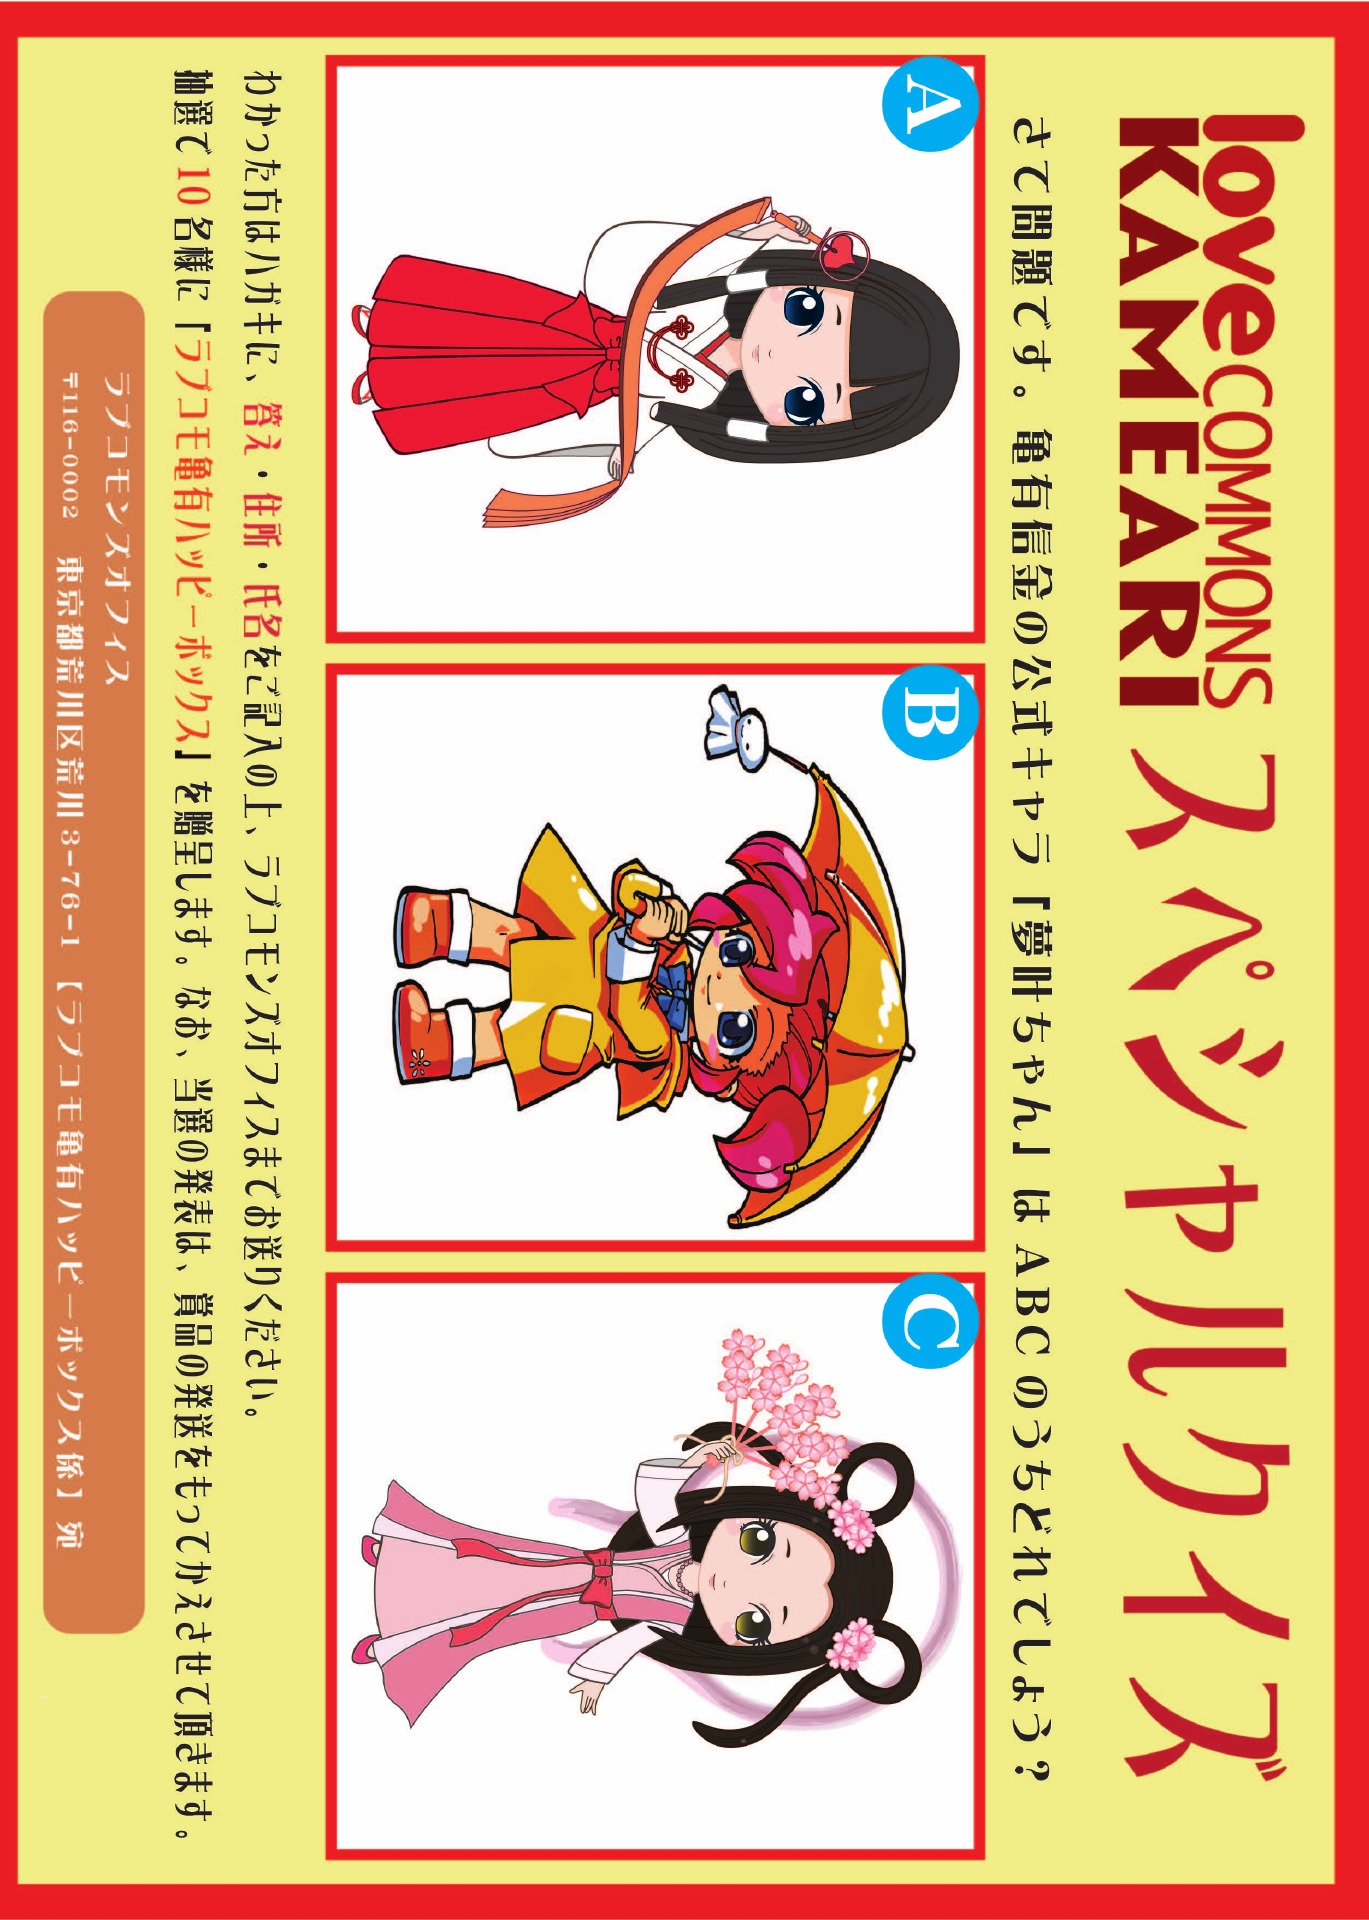 love COMMONS
KAMEARI スペシャルクイズ
さて問題です。亀有信金の公式キャラ「夢叶ちゃん」は ABC のうちどれでしょう？
A
B
C
わかった方はハガキに、答え・住所・氏名をご記入の上、ラブコモンズオフィスまでお送りください。
抽選で 10 名様に「ラブコモ亀有ハッピーボックス」を贈呈します。なお、当選の発表は、賞品の発送をもってかえさせて頂きます。
ラブコモンズオフィス
〒116-0002　東京都荒川区荒川 3-76-1 【ラブコモ亀有ハッピーボックス係】宛